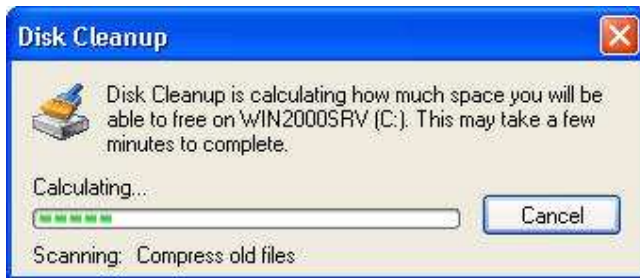 Disk Cleanup
Disk Cleanup is calculating how much space you will be
able to free on WIN2000SRV (C:). This may take a few
minutes to complete.
Calculating...
Cancel
Scanning: Compress old files